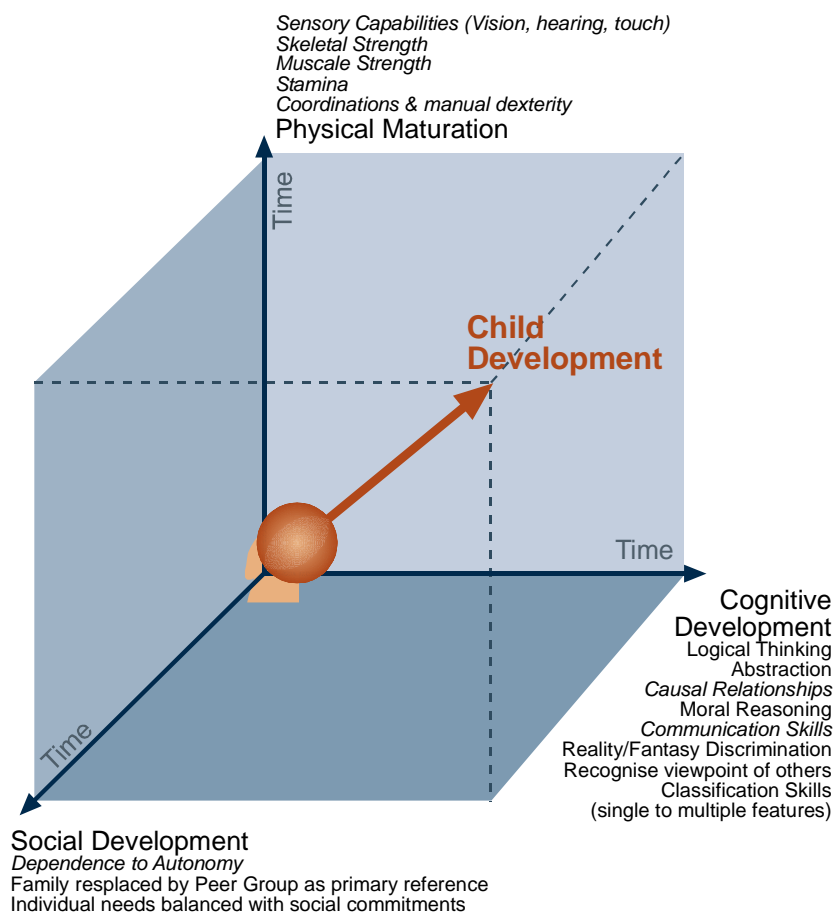 Sensory Capabilities (Vision, hearing, touch)
Skeletal Strength
Muscale Strength
Stamina
Coordinations & manual dexterity
Physical Maturation
Time
Child
Development
Time
Cognitive
Development
Logical Thinking
Abstraction
Causal Relationships
Moral Reasoning
Communication Skills
Reality/Fantasy Discrimination
Recognise viewpoint of others
Classification Skills
(single to multiple features)
Time
Social Development
Dependence to Autonomy
Family resplaced by Peer Group as primary reference
Individual needs balanced with social commitments